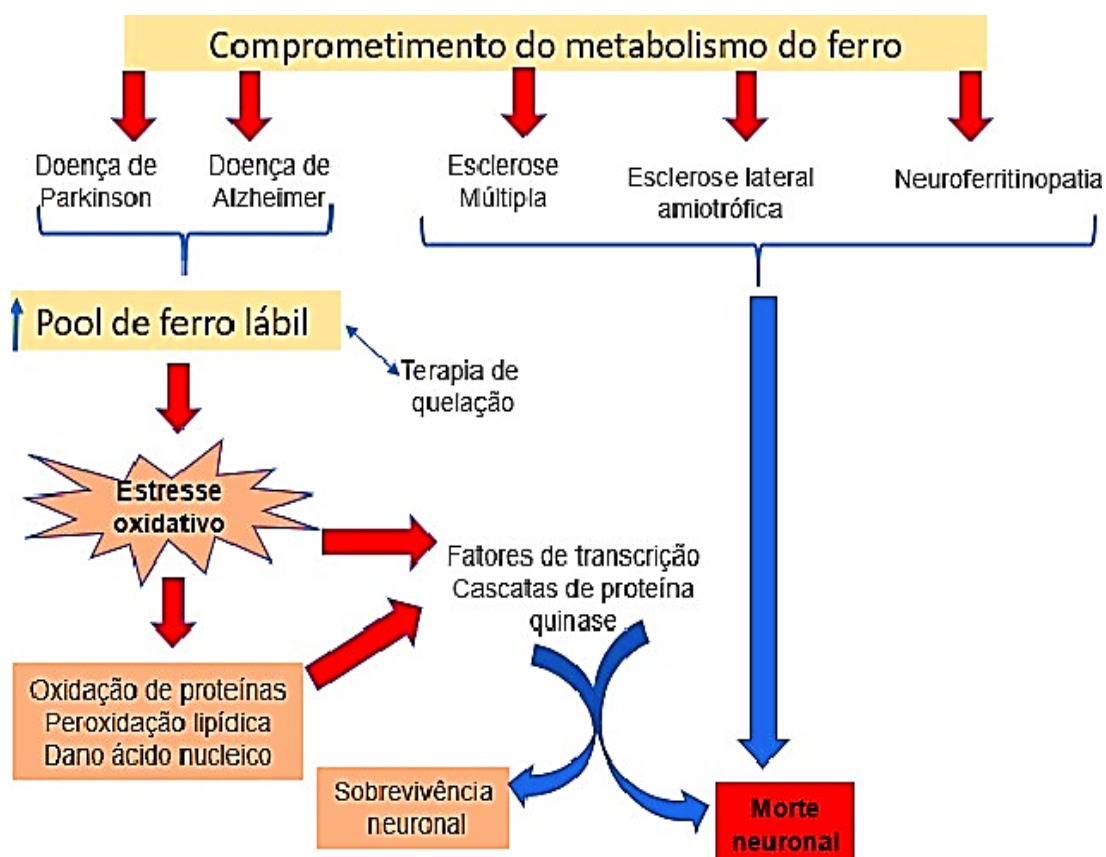 Comprometimento do metabolismo do ferro
Doença de
Parkinson
Doença de
Alzheimer
Esclerose
Múltipla
Esclerose lateral
amiotrófica
Neuroferritinopatia
Pool de ferro lábil
Terapia de
quelação
Estresse
oxidativo
Fatores de transcrição
Cascatas de proteína
quinase
Oxidação de proteínas
Peroxidação lipídica
Dano ácido nucleico
Sobrevivência
neuronal
Morte
neuronal